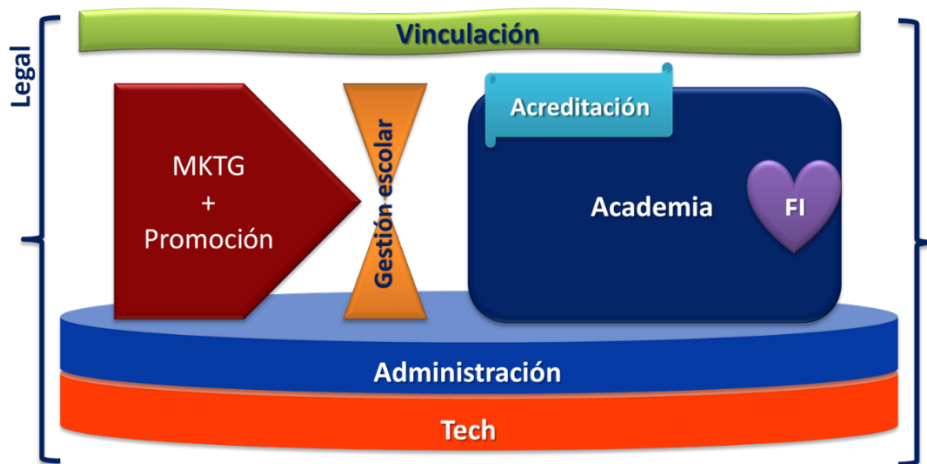 Legal
Vinculación
MKTG
+
Promoción
Gestión escolar
Acreditación
Academia
FI
Administración
Tech